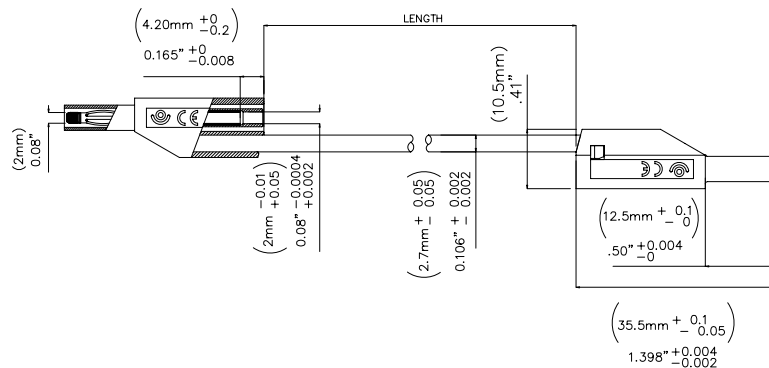 (4.20mm +0 -0.2)
0.165" +0 -0.008
LENGTH
(2mm)
0.08"
(2mm -0.01 +0.05)
0.08" -0.0004 +0.002
(2.7mm + 0.05 - 0.05)
0.106" + 0.002 - 0.002
(10.5mm)
.41"
(12.5mm + 0.1 - 0)
.50" +0.004 -0
(35.5mm + 0.1 - 0.05)
1.398" +0.004 -0.002